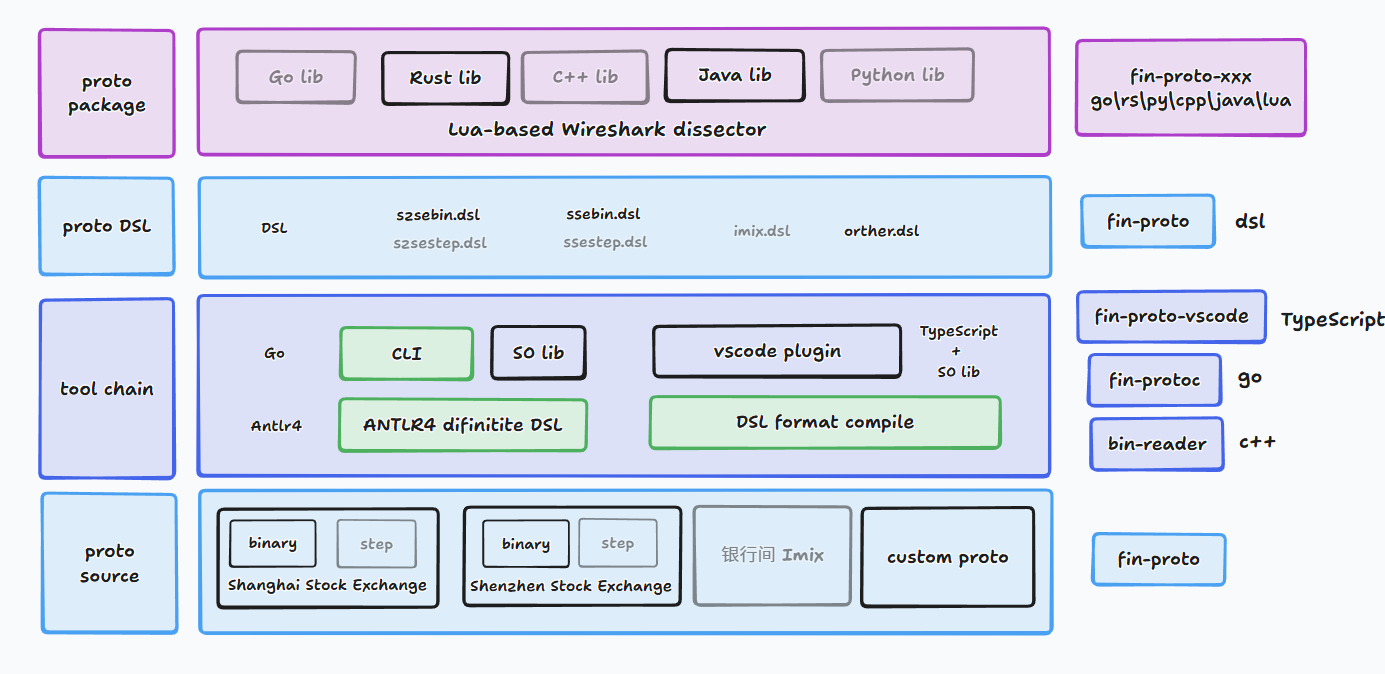 proto
package
Go lib
Rust lib
C++ lib
Java lib
Python lib
Lua-based Wireshark dissector
fin-proto-xxx
go\rs\py\cpp\java\lua
proto DSL
DSL
szsebin.dsl
ssebin.dsl
szsestep.dsl
ssestep.dsl
imix.dsl
orther.dsl
fin-proto
dsl
tool chain
Go
CLI
SO lib
vscode plugin
TypeScript
+
SO lib
Antlr4
ANTLR4 difinitite DSL
DSL format compile
fin-proto-vscode
TypeScript
fin-protoc
go
bin-reader
c++
proto
source
binary
step
Shanghai Stock Exchange
binary
step
Shenzhen Stock Exchange
银行间 Imix
custom proto
fin-proto